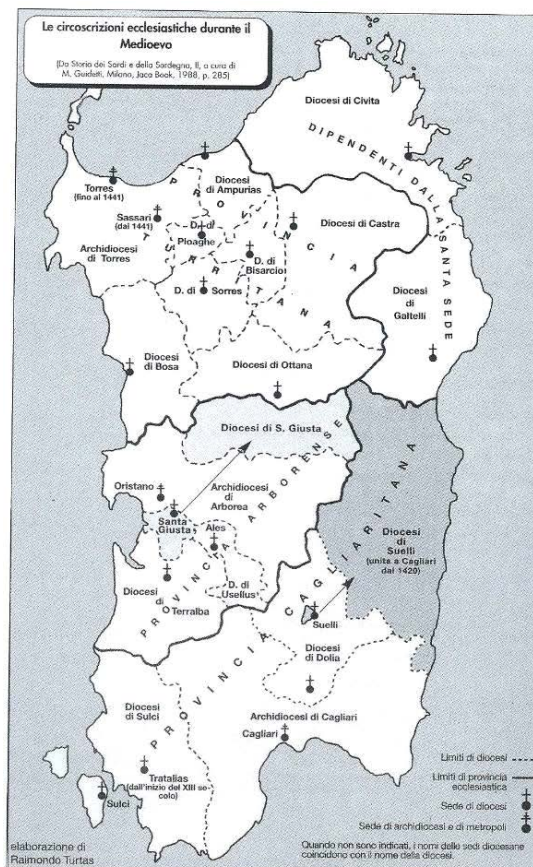 Le circoscrizioni ecclesiastiche durante il
Medioevo
(Da Storia dei Sardi e della Sardegna, II, a cura di
M. Guidetti, Milano, Jaca Book, 1988, p. 285)
Diocesi di Civita
DIPENDENTI DALLA SANTA SEDE
Torres
(fino al 1441)
Diocesi
di Ampurias
PROVINCIA TURRITANA
Sassari
(dal 1441)
D. di
Ploaghe
Diocesi di Castra
Archidiocesi
di Torres
D. di
Bisarcio
D. di Sorres
Diocesi
di
Galtelli
Diocesi
di Bosa
Diocesi di Ottana
Diocesi di S. Giusta
PROVINCIA ARBORENSE
Oristano
Archidiocesi
di
Arborea
Santa
Giusta
Ales
Diocesi
di
Suelli
(unita a Cagliari
dal 1420)
D. di
Usellus
Diocesi
di
Terralba
PROVINCIA CAGLIARITANA
Suelli
Diocesi
di Dolia
Diocesi
di Sulci
Archidiocesi di Cagliari
Cagliari
Tratalias
(dall'inizio del XIII se-
colo)
Sulci
Limiti di diocesi
Limiti di provincia
ecclesiastica
Sede di diocesi
Sede di archidiocesi e di metropoli
Quando non sono indicati, i nomi delle sedi diocesane
coincidono con il nome della diocesi.
elaborazione di
Raimondo Turtas